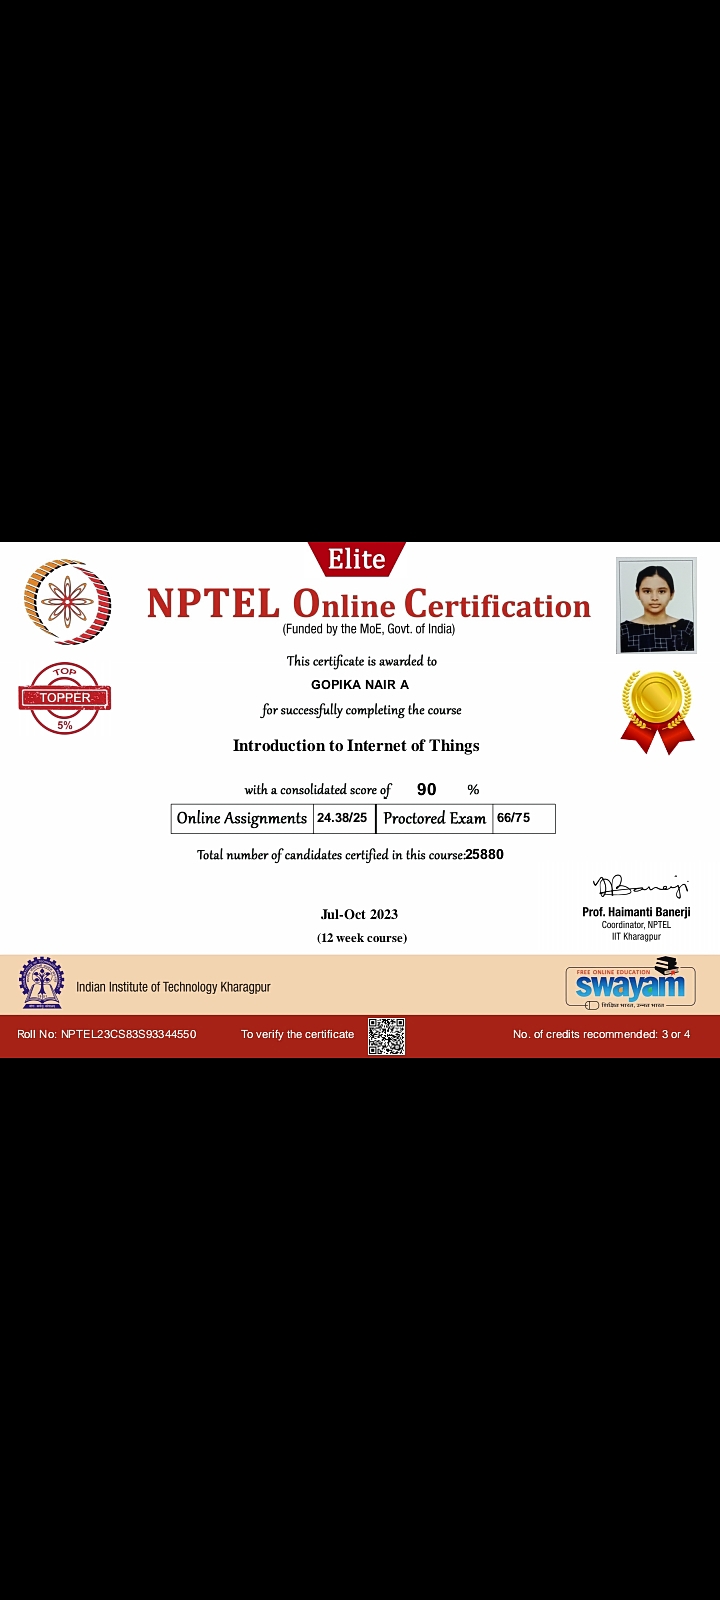 Elite
NPTEL Online Certification
(Funded by the MoE, Govt. of India)
This certificate is awarded to
GOPIKA NAIR A
for successfully completing the course
Introduction to Internet of Things
with a consolidated score of 90 %
Online Assignments 24.38/25 Proctored Exam 66/75
Total number of candidates certified in this course:25880
TOP
TOPPER
5%
Jul-Oct 2023
(12 week course)
Prof. Haimanti Banerji
Coordinator, NPTEL
IIT Kharagpur
Indian Institute of Technology Kharagpur
FREE ONLINE EDUCATION
swayam
शिक्षित भारत, उन्नत भारत
Roll No: NPTEL23CS83S93344550
To verify the certificate
No. of credits recommended: 3 or 4